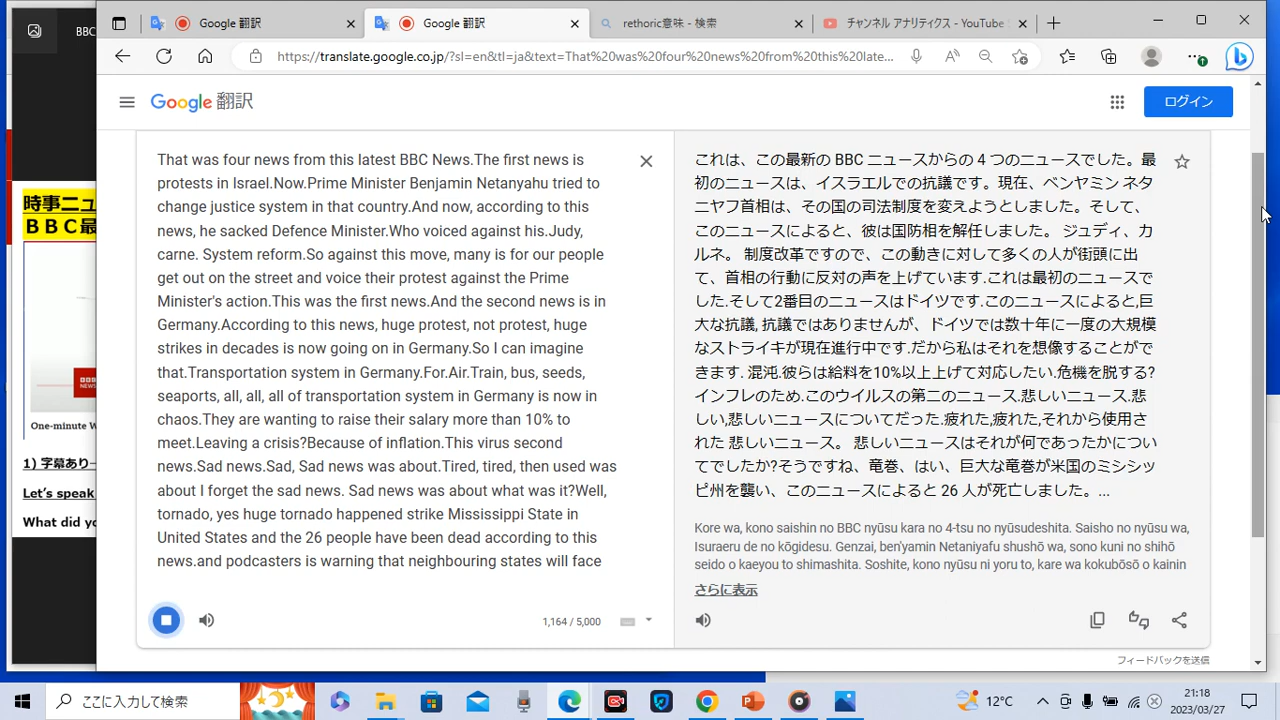 BBC
Google 翻訳
Google 翻訳
rethoric意味 - 検索
チャンネル アナリティクス - YouTube
https://translate.google.co.jp/?sl=en&tl=ja&text=That%20was%20four%20news%20from%20this%20late...
Google 翻訳
ログイン
That was four news from this latest BBC News.The first news is
protests in Israel.Now.Prime Minister Benjamin Netanyahu tried to
change justice system in that country.And now, according to this
news, he sacked Defence Minister.Who voiced against his.Judy,
carne. System reform.So against this move, many is for our people
get out on the street and voice their protest against the Prime
Minister's action.This was the first news.And the second news is in
Germany.According to this news, huge protest, not protest, huge
strikes in decades is now going on in Germany.So I can imagine
that.Transportation system in Germany.For.Air.Train, bus, seeds,
seaports, all, all, all of transportation system in Germany is now in
chaos.They are wanting to raise their salary more than 10% to
meet.Leaving a crisis?Because of inflation.This virus second
news.Sad news.Sad, Sad news was about.Tired, tired, then used was
about I forget the sad news. Sad news was about what was it?Well,
tornado, yes huge tornado happened strike Mississippi State in
United States and the 26 people have been dead according to this
news.and podcasters is warning that neighbouring states will face
1,164 / 5,000
これは、この最新の BBC ニュースからの 4 つのニュースでした。最
初のニュースは、イスラエルでの抗議です。現在、ベンヤミン ネタ
ニヤフ首相は、その国の司法制度を変えようとしました。そして、
このニュースによると、彼は国防相を解任しました。 ジュディ、カ
ルネ。 制度改革ですので、この動きに対して多くの人が街頭に出
て、首相の行動に反対の声を上げています.これは最初のニュースで
した.そして2番目のニュースはドイツです.このニュースによると,巨
大な抗議, 抗議ではありませんが、ドイツでは数十年に一度の大規模
なストライキが現在進行中です.だから私はそれを想像することがで
きます. 混沌.彼らは給料を10%以上上げて対応したい.危機を脱する?
インフレのため.このウイルスの第二のニュース.悲しいニュース.悲
しい,悲しいニュースについてだった.疲れた,疲れた,それから使用さ
れた 悲しいニュース。 悲しいニュースはそれが何であったかについ
てでしたか?そうですね、竜巻、はい、巨大な竜巻が米国のミシシッ
ピ州を襲い、このニュースによると 26 人が死亡しました。...
Kore wa, kono saishin no BBC nyūsu kara no 4-tsu no nyūsudeshita. Saisho no nyūsu wa,
Isuraeru de no kōgidesu. Genzai, ben'yamin Netaniyafu shushō wa, sono kuni no shihō
seido o kaeyou to shimashita. Soshite, kono nyūsu ni yoru to, kare wa kokubōsō o kainin
さらに表示
フィードバックを送信
時事ニュ
ＢＢＣ最
BBC
NEWS
One-minute W
1) 字幕あり一
Let's speak
What did yo
ここに入力して検索
12°C
21:18
2023/03/27